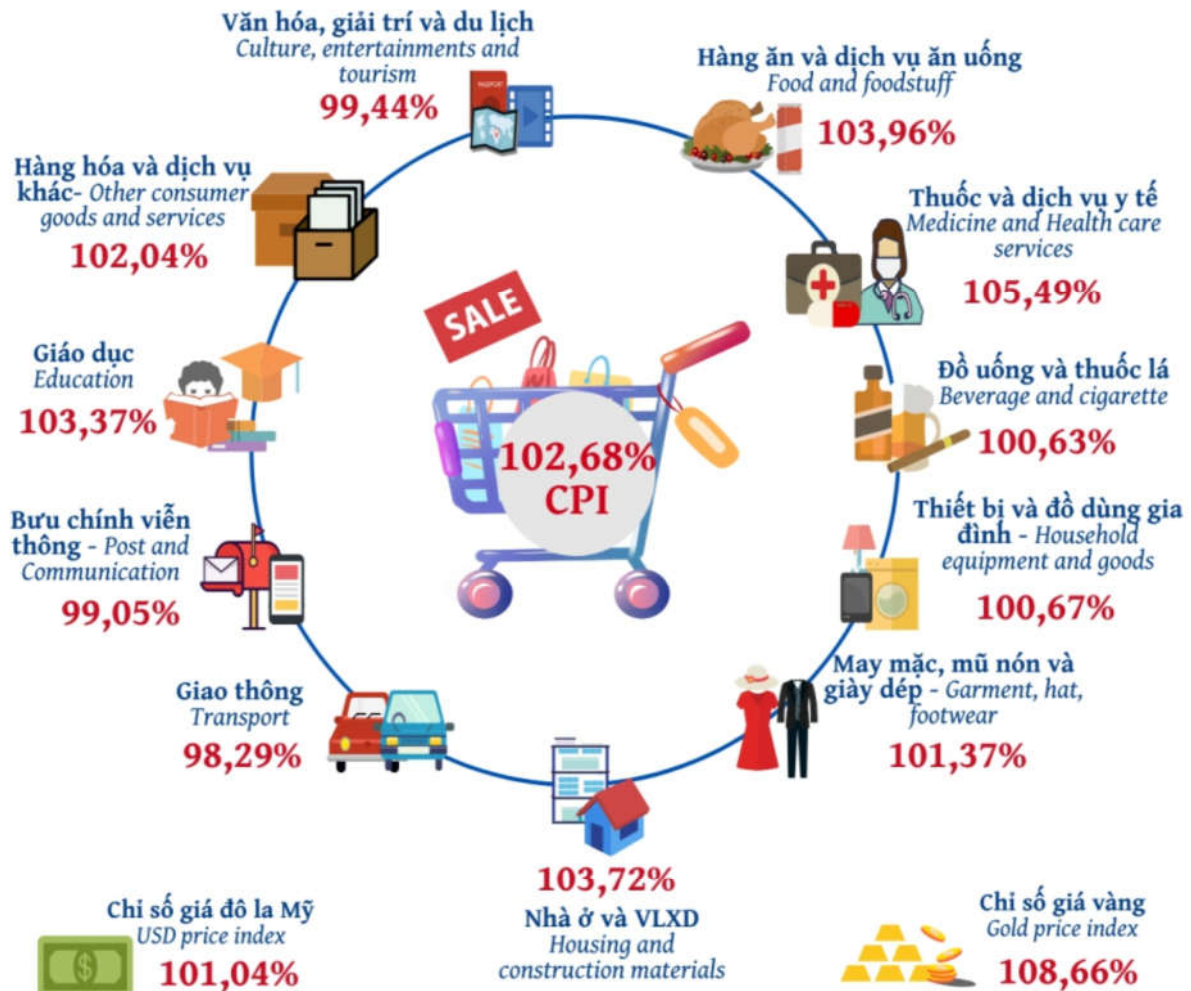 Văn hóa, giải trí và du lịch
Culture, entertainments and
tourism
99,44%
PASSPORT
Hàng ăn và dịch vụ ăn uống
Food and foodstuff
103,96%
Hàng hóa và dịch vụ
khác- Other consumer
goods and services
102,04%
Thuốc và dịch vụ y tế
Medicine and Health care
services
105,49%
SALE
Giáo dục
Education
103,37%
Đồ uống và thuốc lá
Beverage and cigarette
100,63%
102,68%
CPI
Bưu chính viễn
thông - Post and
Communication
99,05%
Thiết bị và đồ dùng gia
đình - Household
equipment and goods
100,67%
Giao thông
Transport
98,29%
May mặc, mũ nón và
giày dép - Garment, hat,
footwear
101,37%
103,72%
Nhà ở và VLXD
Housing and
construction materials
Chỉ số giá đô la Mỹ
USD price index
$
101,04%
Chỉ số giá vàng
Gold price index
108,66%